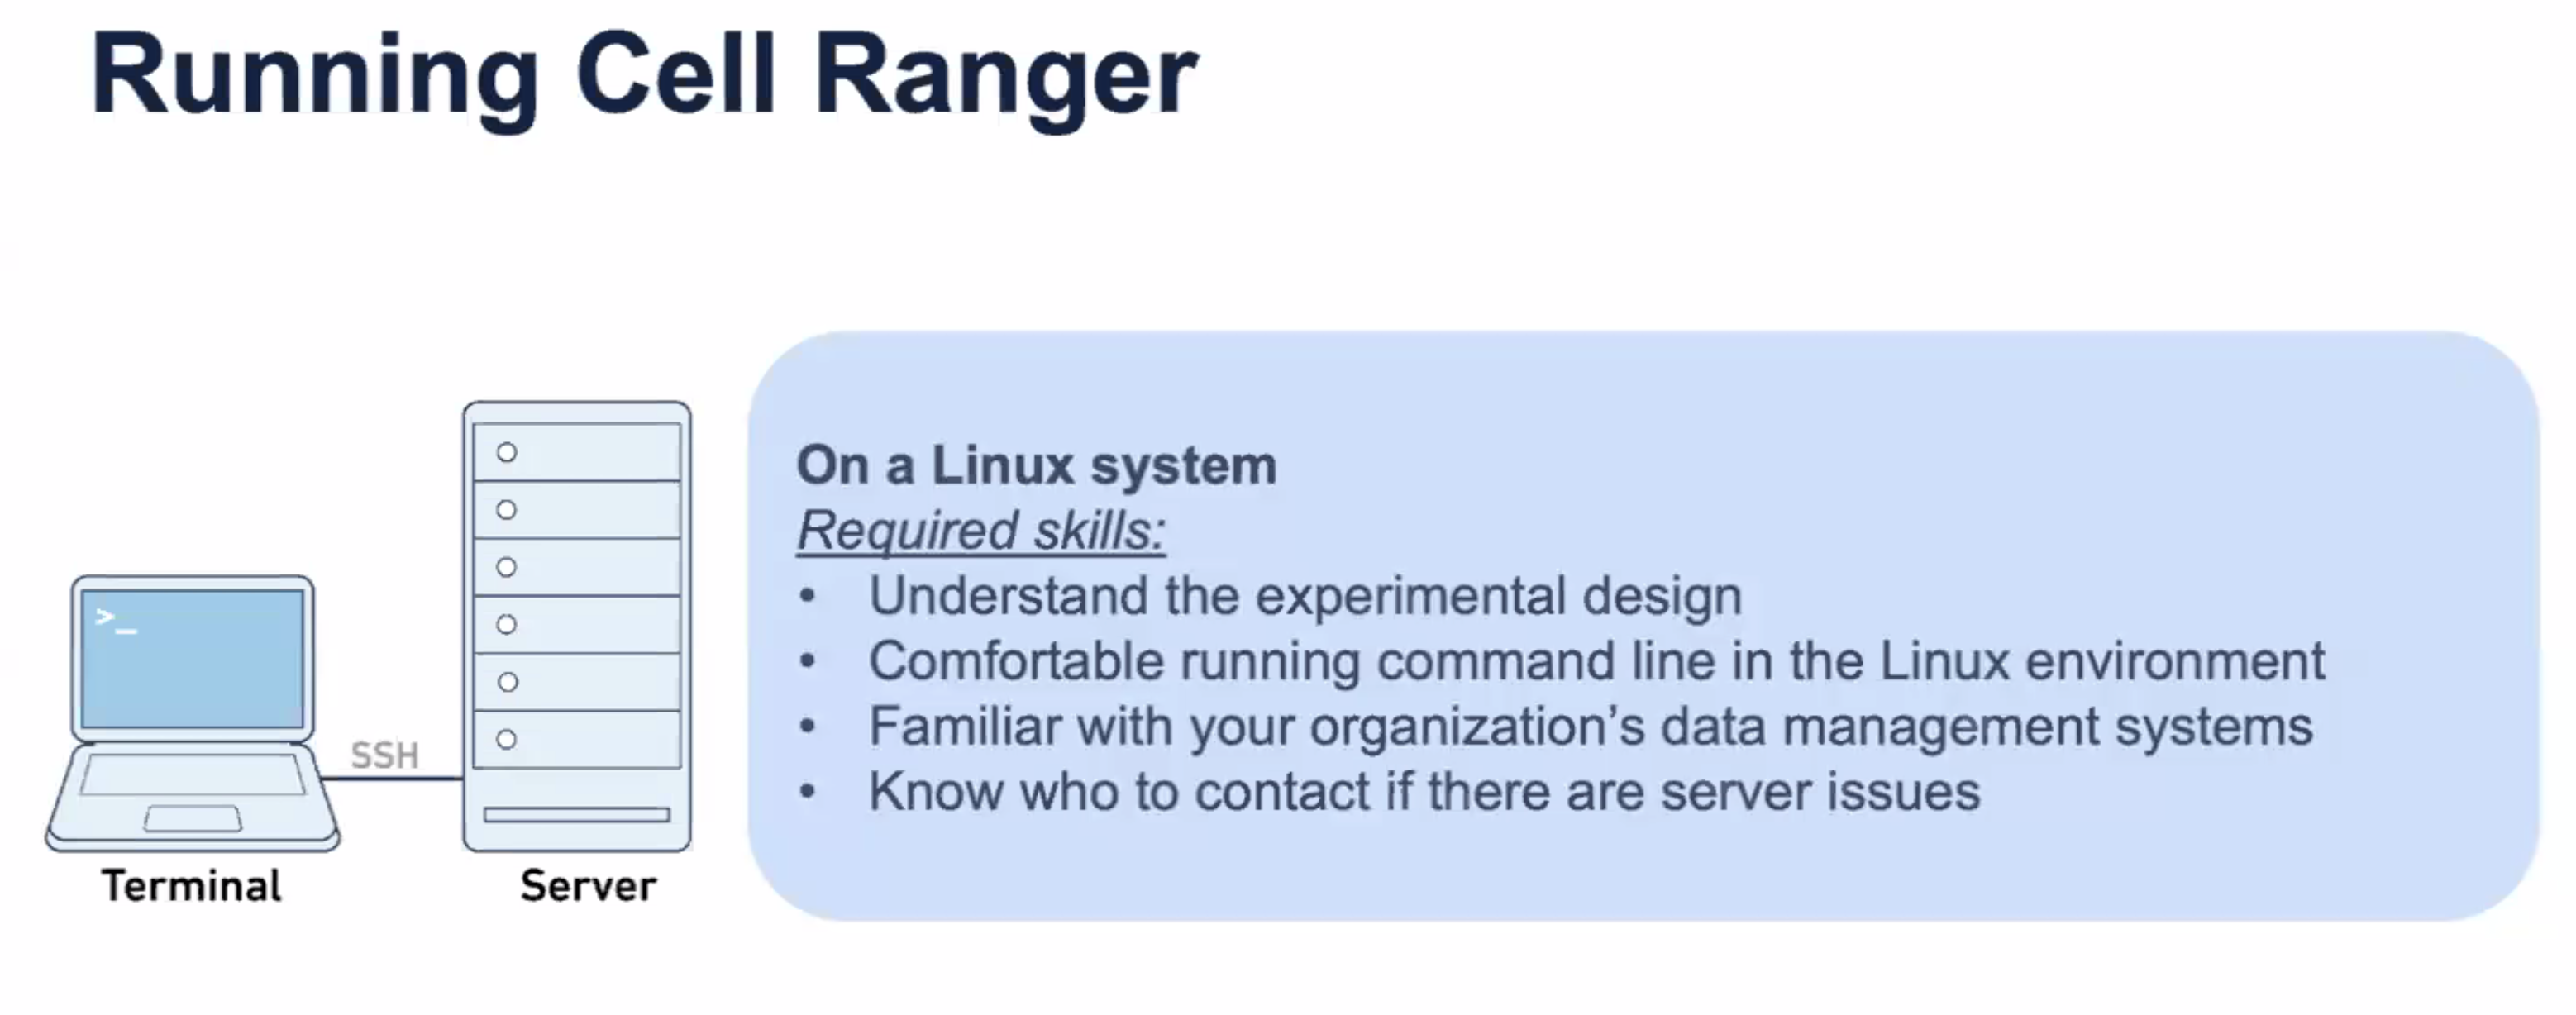 Running Cell Ranger
On a Linux system
Required skills:
• Understand the experimental design
• Comfortable running command line in the Linux environment
• Familiar with your organization’s data management systems
• Know who to contact if there are server issues
>_
SSH
Terminal
Server